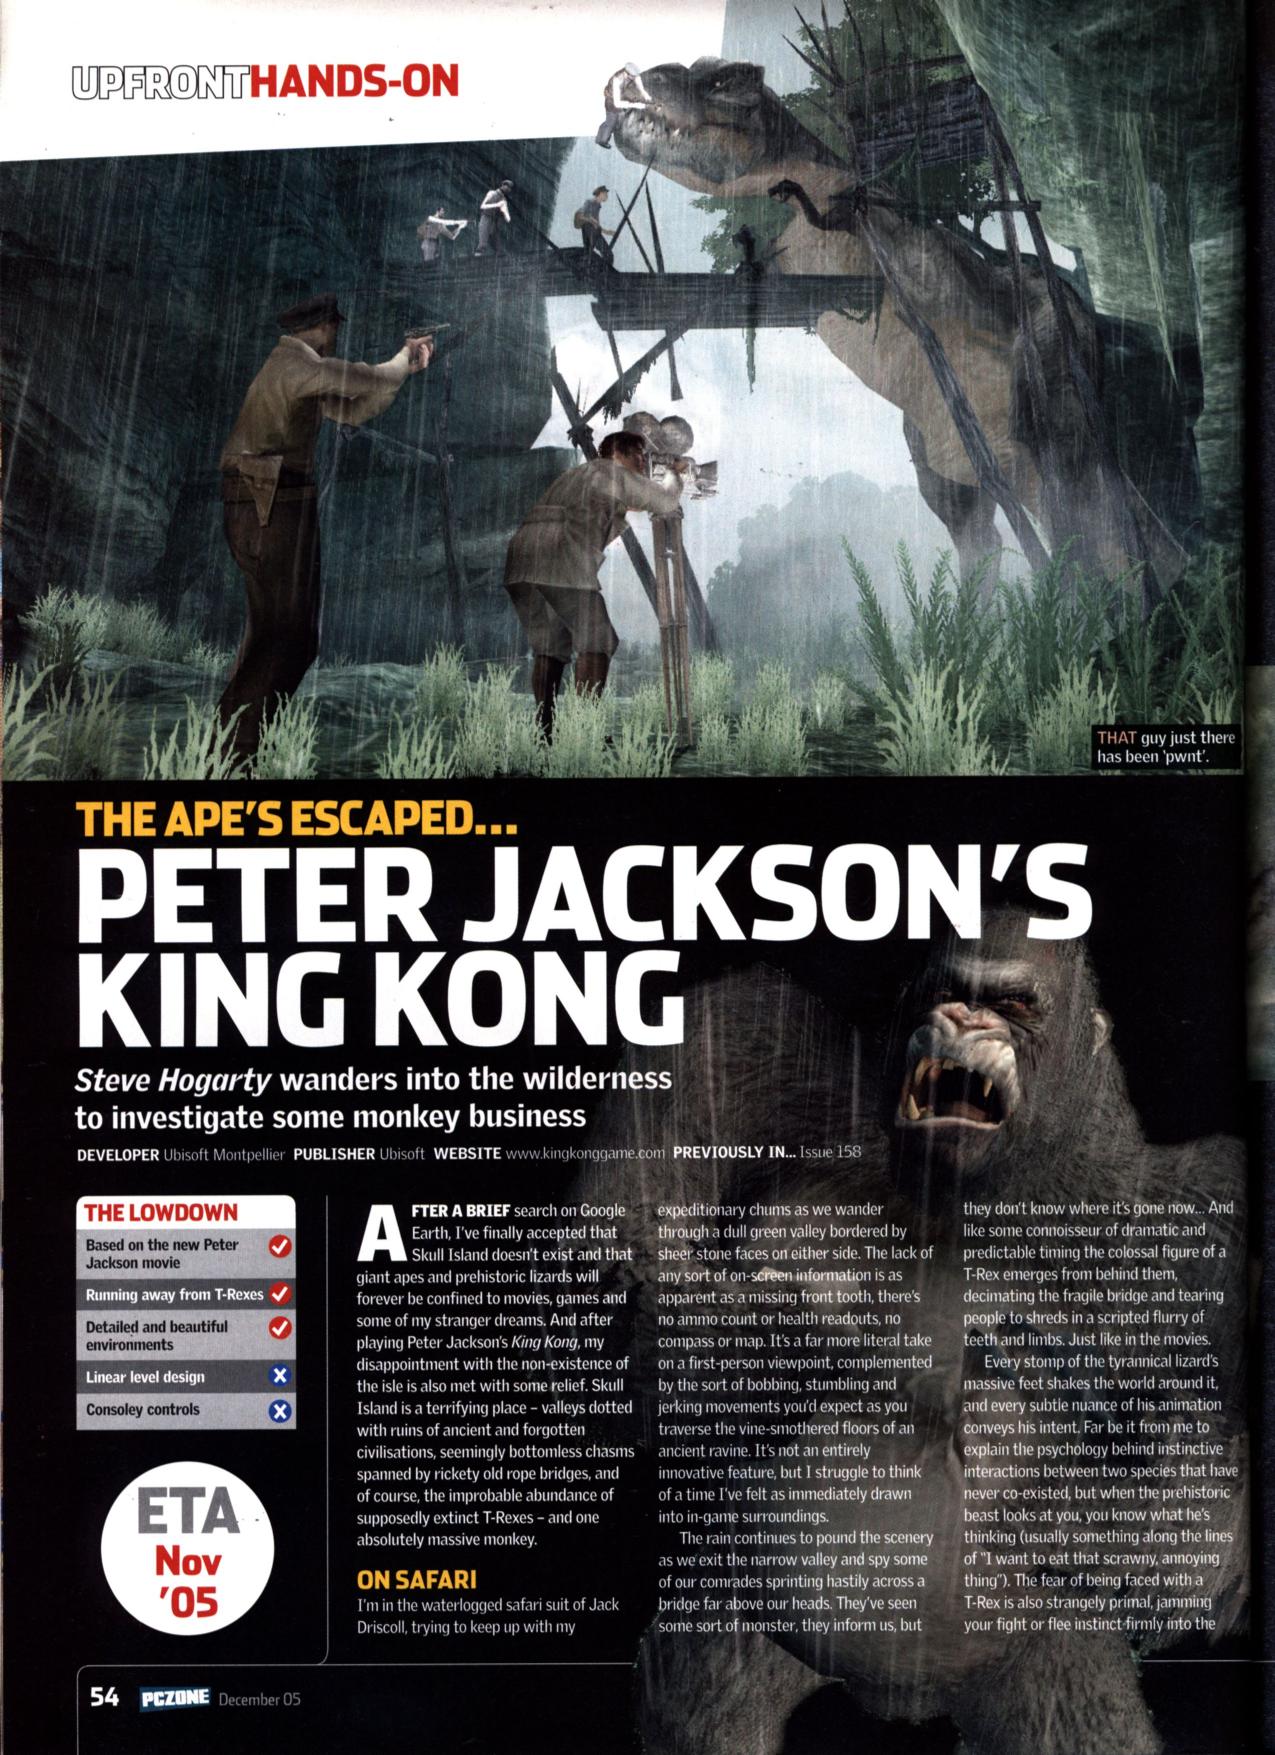 UPFRONTHANDS-ON
THAT guy just there
has been 'pwnt'.
THE APE'S ESCAPED...
PETER JACKSON'S
KING KONG
Steve Hogarty wanders into the wilderness
to investigate some monkey business
DEVELOPER Ubisoft Montpellier PUBLISHER Ubisoft WEBSITE www.kingkonggame.com PREVIOUSLY IN... Issue 158
THE LOWDOWN
Based on the new Peter
Jackson movie
Running away from T-Rexes
Detailed and beautiful
environments
Linear level design
Consoley controls
ETA
Nov
'05
AFTER A BRIEF search on Google
Earth, I've finally accepted that
Skull Island doesn't exist and that
giant apes and prehistoric lizards will
forever be confined to movies, games and
some of my stranger dreams. And after
playing Peter Jackson's King Kong, my
disappointment with the non-existence of
the isle is also met with some relief. Skull
Island is a terrifying place – valleys dotted
with ruins of ancient and forgotten
civilisations, seemingly bottomless chasms
spanned by rickety old rope bridges, and
of course, the improbable abundance of
supposedly extinct T-Rexes – and one
absolutely massive monkey.
ON SAFARI
I'm in the waterlogged safari suit of Jack
Driscoll, trying to keep up with my
expeditionary chums as we wander
through a dull green valley bordered by
sheer stone faces on either side. The lack of
any sort of on-screen information is as
apparent as a missing front tooth, there's
no ammo count or health readouts, no
compass or map. It's a far more literal take
on a first-person viewpoint, complemented
by the sort of bobbing, stumbling and
jerking movements you'd expect as you
traverse the vine-smothered floors of an
ancient ravine. It's not an entirely
innovative feature, but I struggle to think
of a time I've felt as immediately drawn
into in-game surroundings.
The rain continues to pound the scenery
as we exit the narrow valley and spy some
of our comrades sprinting hastily across a
bridge far above our heads. They've seen
some sort of monster, they inform us, but
they don't know where it's gone now... And
like some connoisseur of dramatic and
predictable timing the colossal figure of a
T-Rex emerges from behind them,
decimating the fragile bridge and tearing
people to shreds in a scripted flurry of
teeth and limbs. Just like in the movies.
Every stomp of the tyrannical lizard's
massive feet shakes the world around it,
and every subtle nuance of his animation
conveys his intent. Far be it from me to
explain the psychology behind instinctive
interactions between two species that have
never co-existed, but when the prehistoric
beast looks at you, you know what he's
thinking (usually something along the lines
of "I want to eat that scrawny, annoying
thing"). The fear of being faced with a
T-Rex is also strangely primal, jamming
your fight or flee instinct firmly into the
54 PCZONE December 05